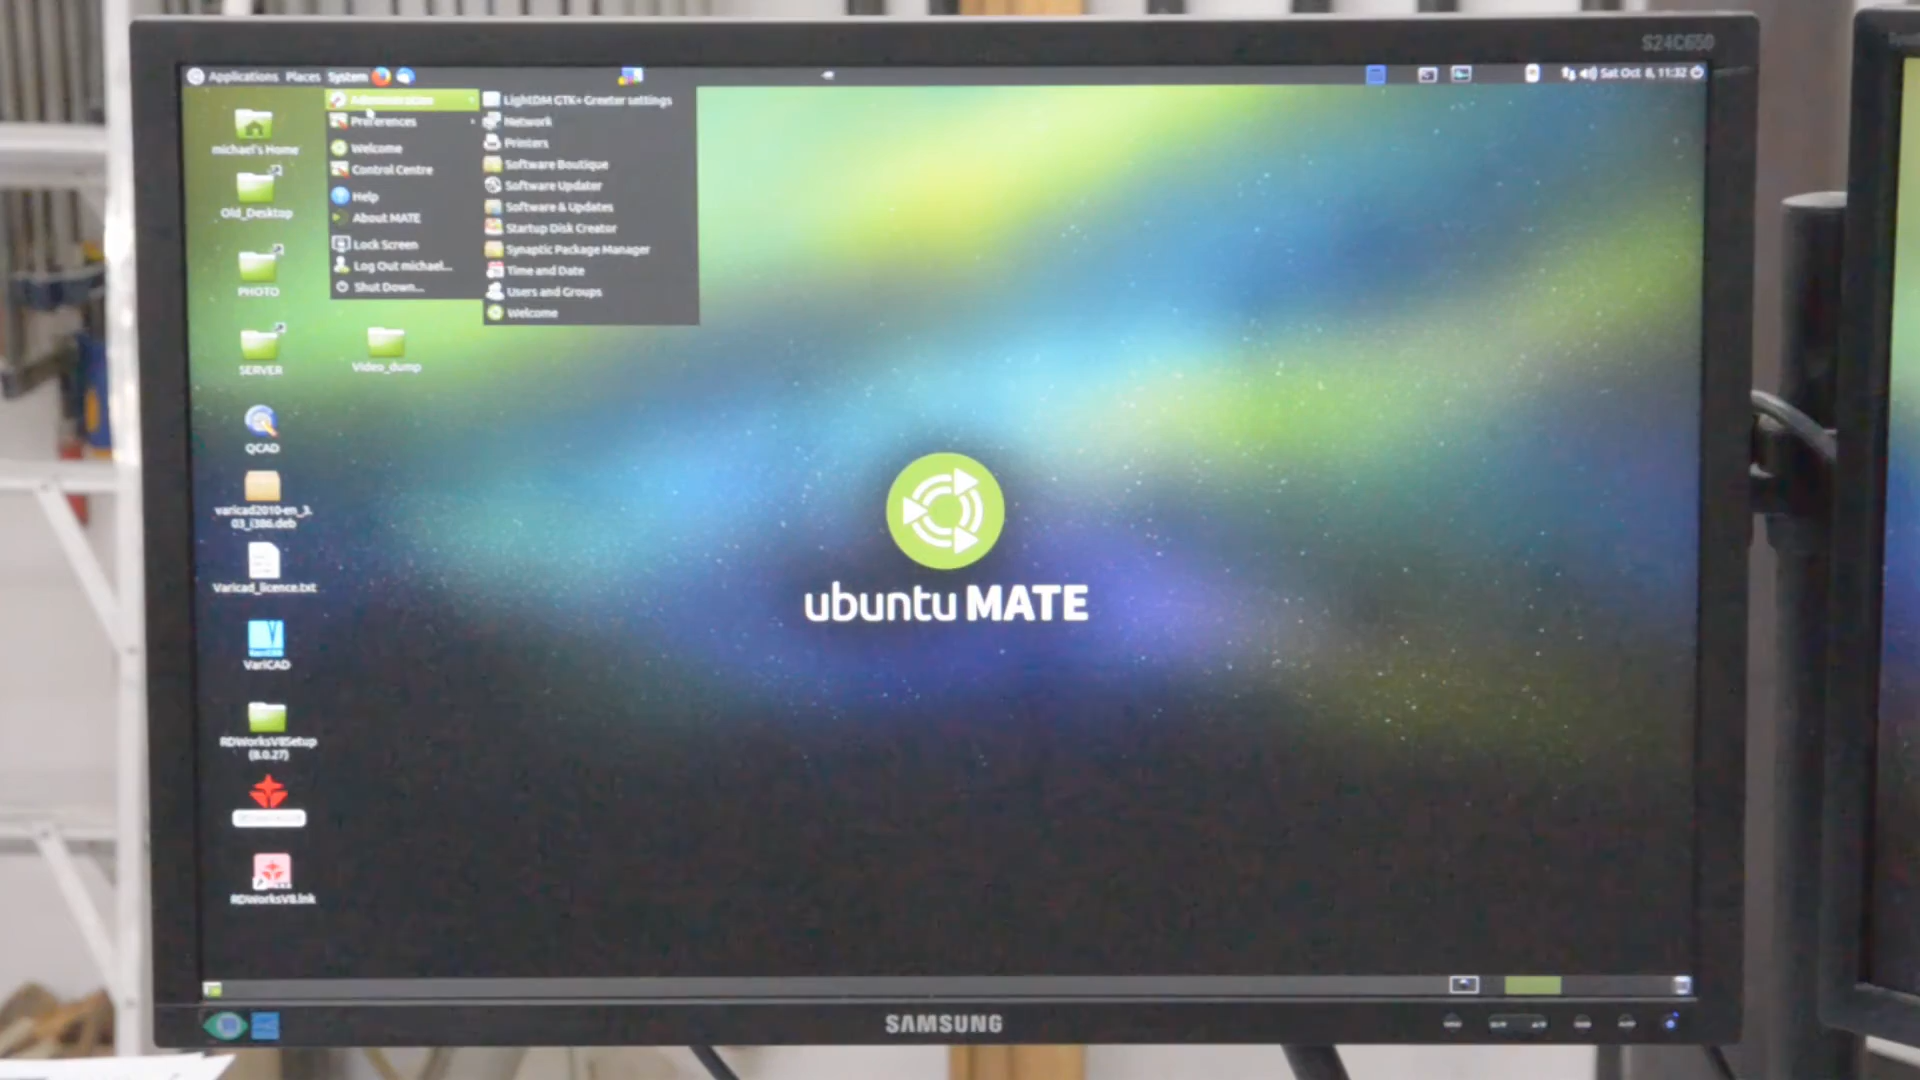 S24C650
Applications Places System
Sat Oct 8, 11:32
Administration
Preferences
Welcome
Control Centre
Help
About MATE
Lock Screen
Log Out michael...
Shut Down...
LightDM GTK+ Greeter settings
Network
Printers
Software Boutique
Software Updater
Software & Updates
Startup Disk Creator
Synaptic Package Manager
Time and Date
Users and Groups
Welcome
michael's Home
Old_Desktop
PHOTO
SERVER
Video_dump
QCAD
varicad2010-en_3.
03_i386.deb
Varicad_licence.txt
VariCAD
RDWorksV8Setup
(8.0.27)
RDWorksV8.lnk
ubuntu MATE
SAMSUNG